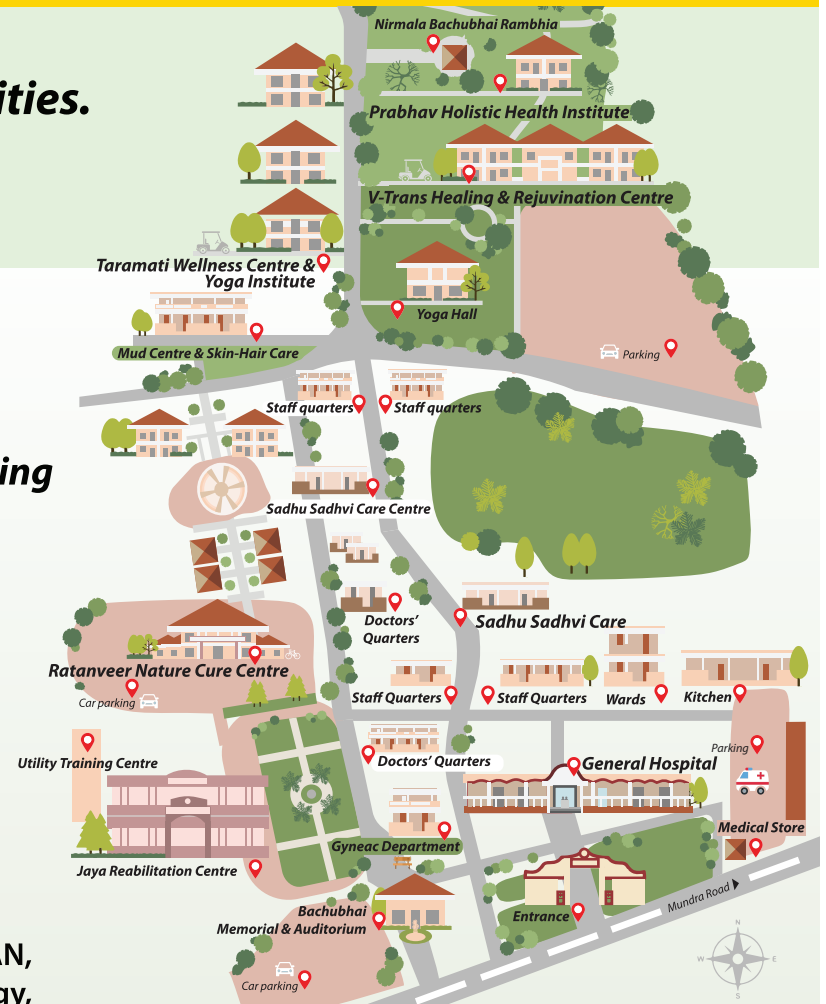 Nirmala Bachubhai Rambhia
ities.
Prabhav Holistic Health Institute
V-Trans Healing & Rejuvination Centre
Taramati Wellness Centre &
Yoga Institute
Yoga Hall
Mud Centre & Skin-Hair Care
Parking
Staff quarters
Staff quarters
ing
Sadhu Sadhvi Care Centre
Doctors’
Quarters
Sadhu Sadhvi Care
Ratanveer Nature Cure Centre
Car parking
Staff Quarters
Staff Quarters
Wards
Kitchen
Utility Training Centre
Doctors’ Quarters
General Hospital
Parking
Medical Store
Gyneac Department
Jaya Reabilitation Centre
Bachubhai
Memorial & Auditorium
Entrance
Mundra Road
N
W
E
S
AN,
Car parking
gy,